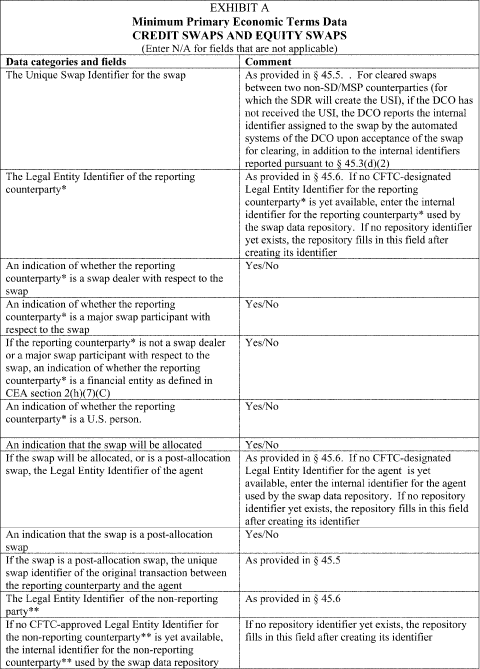 EXHIBIT A
Minimum Primary Economic Terms Data
CREDIT SWAPS AND EQUITY SWAPS
(Enter N/A for fields that are not applicable)
Data categories and fields
Comment
The Unique Swap Identifier for the swap
As provided in § 45.5. . For cleared swaps
between two non-SD/MSP counterparties (for
which the SDR will create the USI), if the DCO has
not received the USI, the DCO reports the internal
identifier assigned to the swap by the automated
systems of the DCO upon acceptance of the swap
for clearing, in addition to the internal identifiers
reported pursuant to § 45.3(d)(2)
The Legal Entity Identifier of the reporting
counterparty*
As provided in § 45.6. If no CFTC-designated
Legal Entity Identifier for the reporting
counterparty* is yet available, enter the internal
identifier for the reporting counterparty* used by
the swap data repository. If no repository identifier
yet exists, the repository fills in this field after
creating its identifier
An indication of whether the reporting
counterparty* is a swap dealer with respect to the
swap
Yes/No
An indication of whether the reporting
counterparty* is a major swap participant with
respect to the swap
Yes/No
If the reporting counterparty* is not a swap dealer
or a major swap participant with respect to the
swap, an indication of whether the reporting
counterparty* is a financial entity as defined in
CEA section 2(h)(7)(C)
Yes/No
An indication of whether the reporting
counterparty* is a U.S. person.
Yes/No
An indication that the swap will be allocated
Yes/No
If the swap will be allocated, or is a post-allocation
swap, the Legal Entity Identifier of the agent
As provided in § 45.6. If no CFTC-designated
Legal Entity Identifier for the agent is yet
available, enter the internal identifier for the agent
used by the swap data repository. If no repository
identifier yet exists, the repository fills in this field
after creating its identifier
An indication that the swap is a post-allocation
swap
Yes/No
If the swap is a post-allocation swap, the unique
swap identifier of the original transaction between
the reporting counterparty and the agent
As provided in § 45.5
The Legal Entity Identifier of the non-reporting
party**
As provided in § 45.6
If no CFTC-approved Legal Entity Identifier for
the non-reporting counterparty** is yet available,
the internal identifier for the non-reporting
counterparty** used by the swap data repository
If no repository identifier yet exists, the repository
fills in this field after creating its identifier